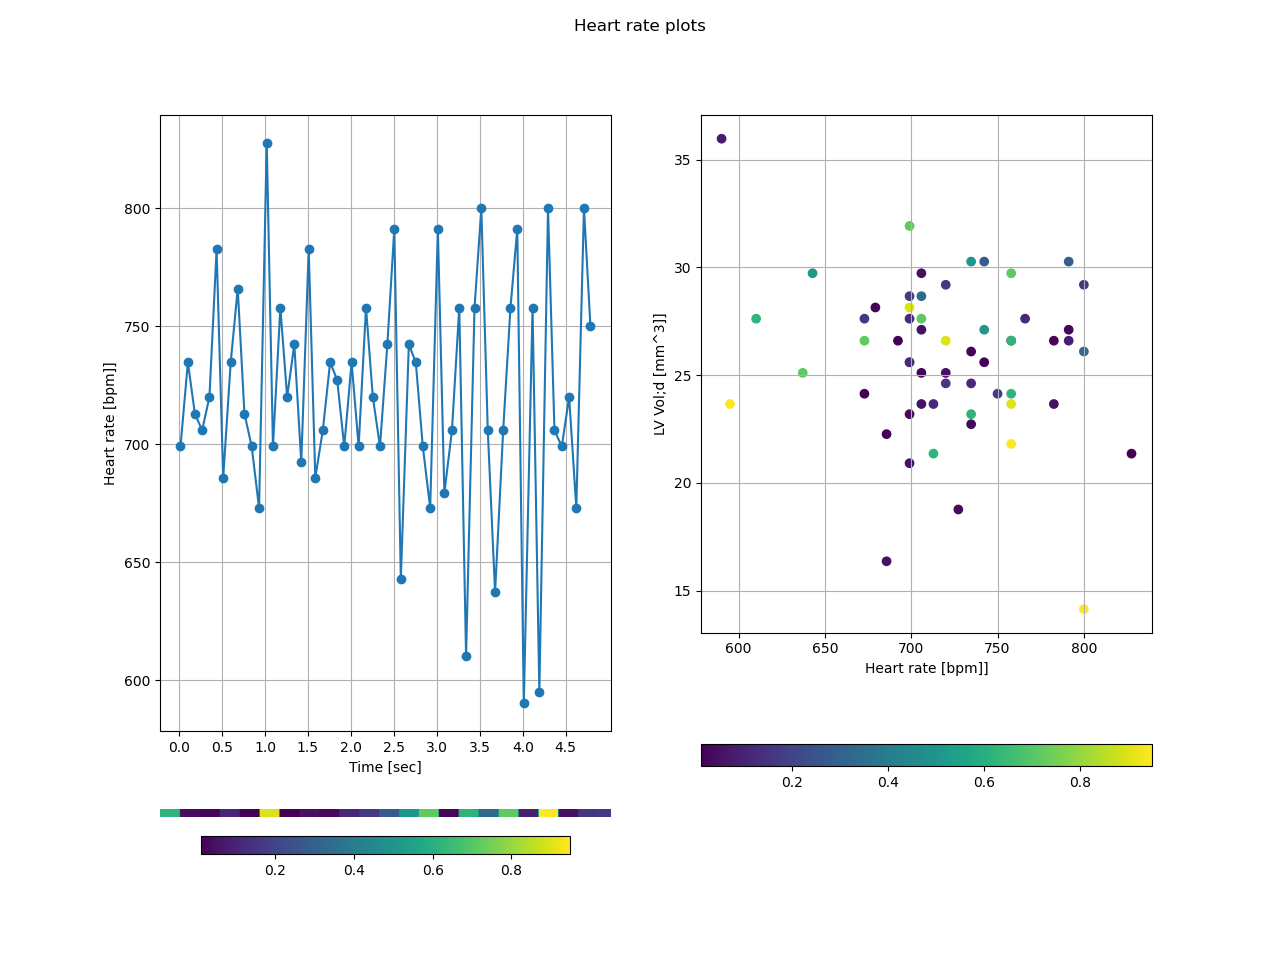 Heart rate plots
Heart rate [bpm]]
800
750
700
650
600
0.0 0.5 1.0 1.5 2.0 2.5 3.0 3.5 4.0 4.5
Time [sec]
0.2 0.4 0.6 0.8
LV Vol;d [mm^3]]
35
30
25
20
15
600 650 700 750 800
Heart rate [bpm]]
0.2 0.4 0.6 0.8